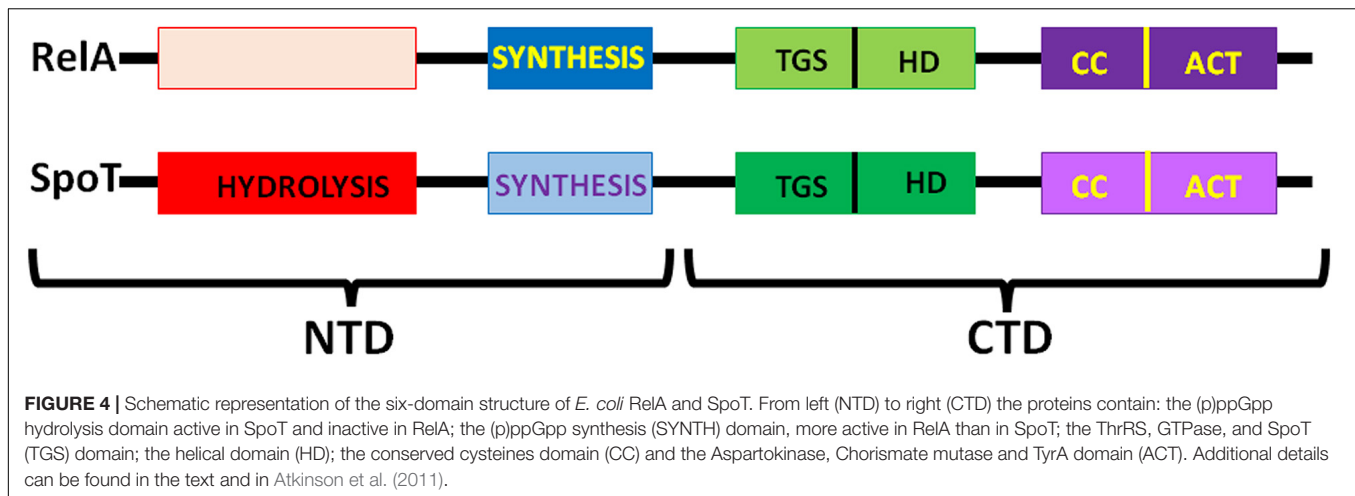 RelA SYNTHESIS TGS HD CC ACT
SpoT HYDROLYSIS SYNTHESIS TGS HD CC ACT
NTD CTD
FIGURE 4 | Schematic representation of the six-domain structure of E. coli RelA and SpoT. From left (NTD) to right (CTD) the proteins contain: the (p)ppGpp
hydrolysis domain active in SpoT and inactive in RelA; the (p)ppGpp synthesis (SYNTH) domain, more active in RelA than in SpoT; the ThrRS, GTPase, and SpoT
(TGS) domain; the helical domain (HD); the conserved cysteines domain (CC) and the Aspartokinase, Chorismate mutase and TyrA domain (ACT). Additional details
can be found in the text and in Atkinson et al. (2011).